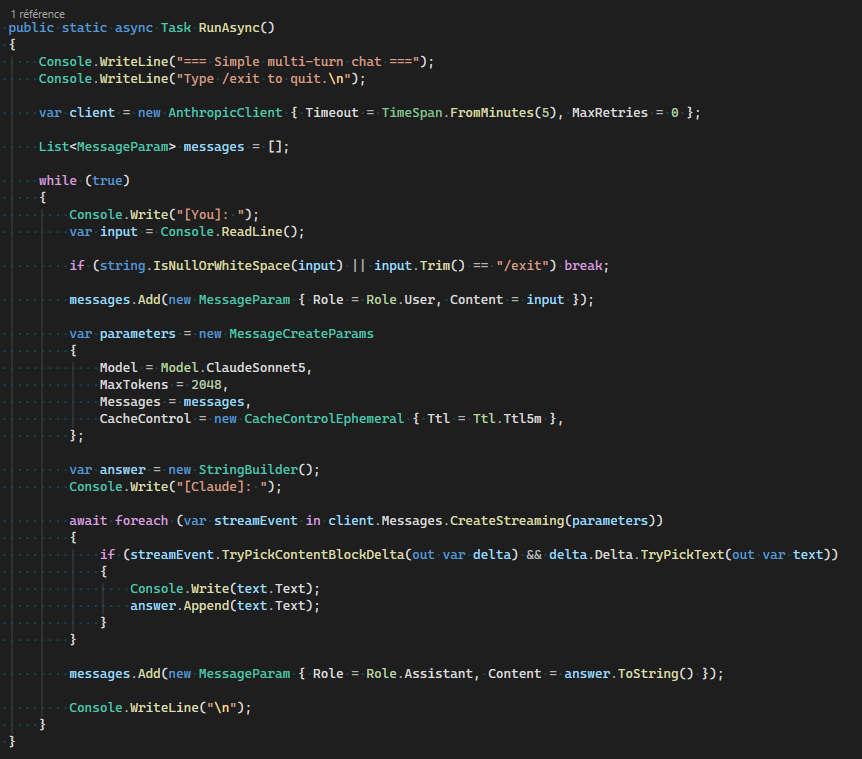 1 référence
public static async Task RunAsync()
{
    Console.WriteLine("=== Simple multi-turn chat ===");
    Console.WriteLine("Type /exit to quit.\n");

    var client = new AnthropicClient { Timeout = TimeSpan.FromMinutes(5), MaxRetries = 0 };

    List<MessageParam> messages = [];

    while (true)
    {
        Console.Write("[You]: ");
        var input = Console.ReadLine();

        if (string.IsNullOrWhiteSpace(input) || input.Trim() == "/exit") break;

        messages.Add(new MessageParam { Role = Role.User, Content = input });

        var parameters = new MessageCreateParams
        {
            Model = Model.ClaudeSonnet5,
            MaxTokens = 2048,
            Messages = messages,
            CacheControl = new CacheControlEphemeral { Ttl = Ttl.Ttl5m },
        };

        var answer = new StringBuilder();
        Console.Write("[Claude]: ");

        await foreach (var streamEvent in client.Messages.CreateStreaming(parameters))
        {
            if (streamEvent.TryPickContentBlockDelta(out var delta) && delta.Delta.TryPickText(out var text))
            {
                Console.Write(text.Text);
                answer.Append(text.Text);
            }
        }

        messages.Add(new MessageParam { Role = Role.Assistant, Content = answer.ToString() });

        Console.WriteLine("\n");
    }
}